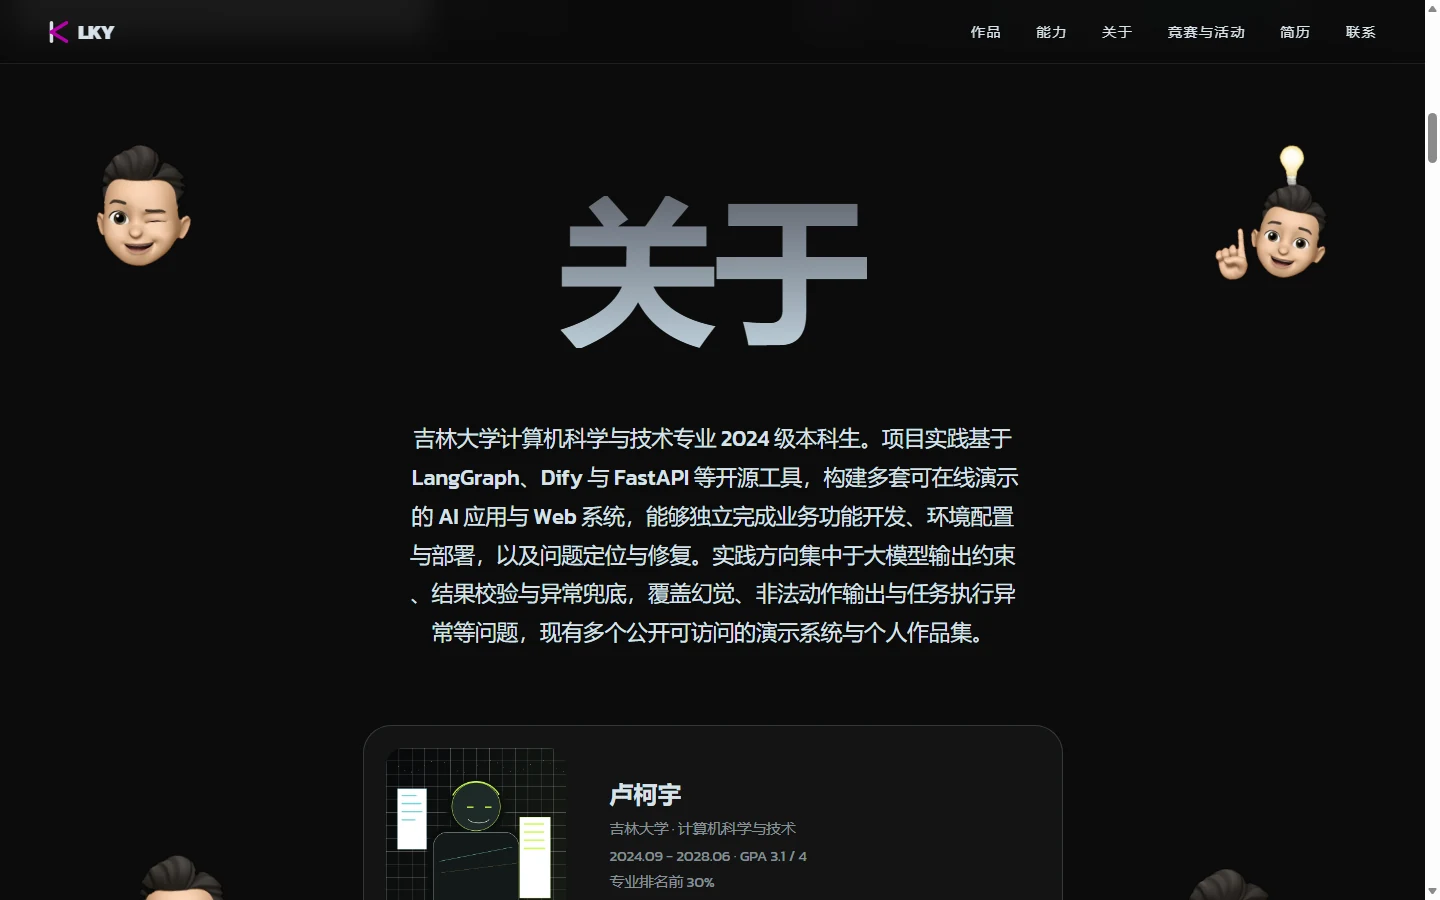 LKY
作品
能力
关于
竞赛与活动
简历
联系
关于
吉林大学计算机科学与技术专业 2024 级本科生。项目实践基于
LangGraph、Dify 与 FastAPI 等开源工具，构建多套可在线演示
的 AI 应用与 Web 系统，能够独立完成业务功能开发、环境配置
与部署，以及问题定位与修复。实践方向集中于大模型输出约束
、结果校验与异常兜底，覆盖幻觉、非法动作输出与任务执行异
常等问题，现有多个公开可访问的演示系统与个人作品集。
卢柯宇
吉林大学 · 计算机科学与技术
2024.09 - 2028.06 · GPA 3.1 / 4
专业排名前 30%